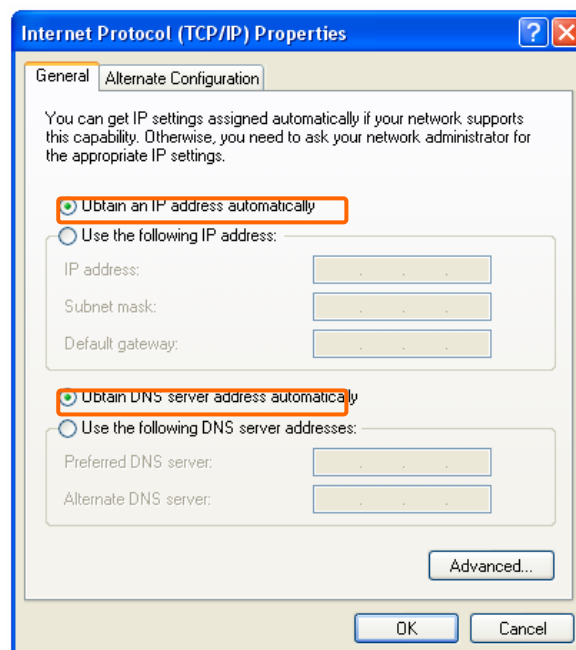 Internet Protocol (TCP/IP) Properties
General
Alternate Configuration
You can get IP settings assigned automatically if your network supports
this capability. Otherwise, you need to ask your network administrator for
the appropriate IP settings.
Obtain an IP address automatically
Use the following IP address:
IP address:
Subnet mask:
Default gateway:
Obtain DNS server address automatically
Use the following DNS server addresses:
Preferred DNS server:
Alternate DNS server:
Advanced...
OK
Cancel